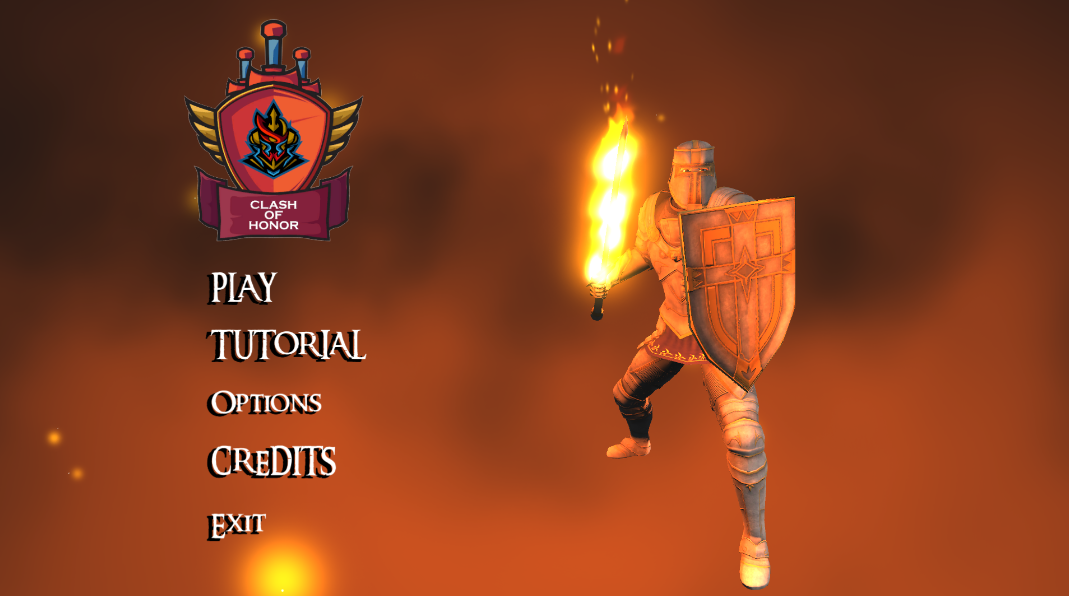 CLASH
OF
HONOR
PLAY
TUTORIAL
OPTIONS
CREDITS
EXIT